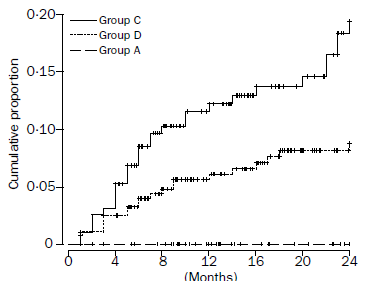 0·20
Group C
Group D
Group A
0·15
0·10
0·05
0
Cumulative proportion
0 4 8 12 16 20 24
(Months)